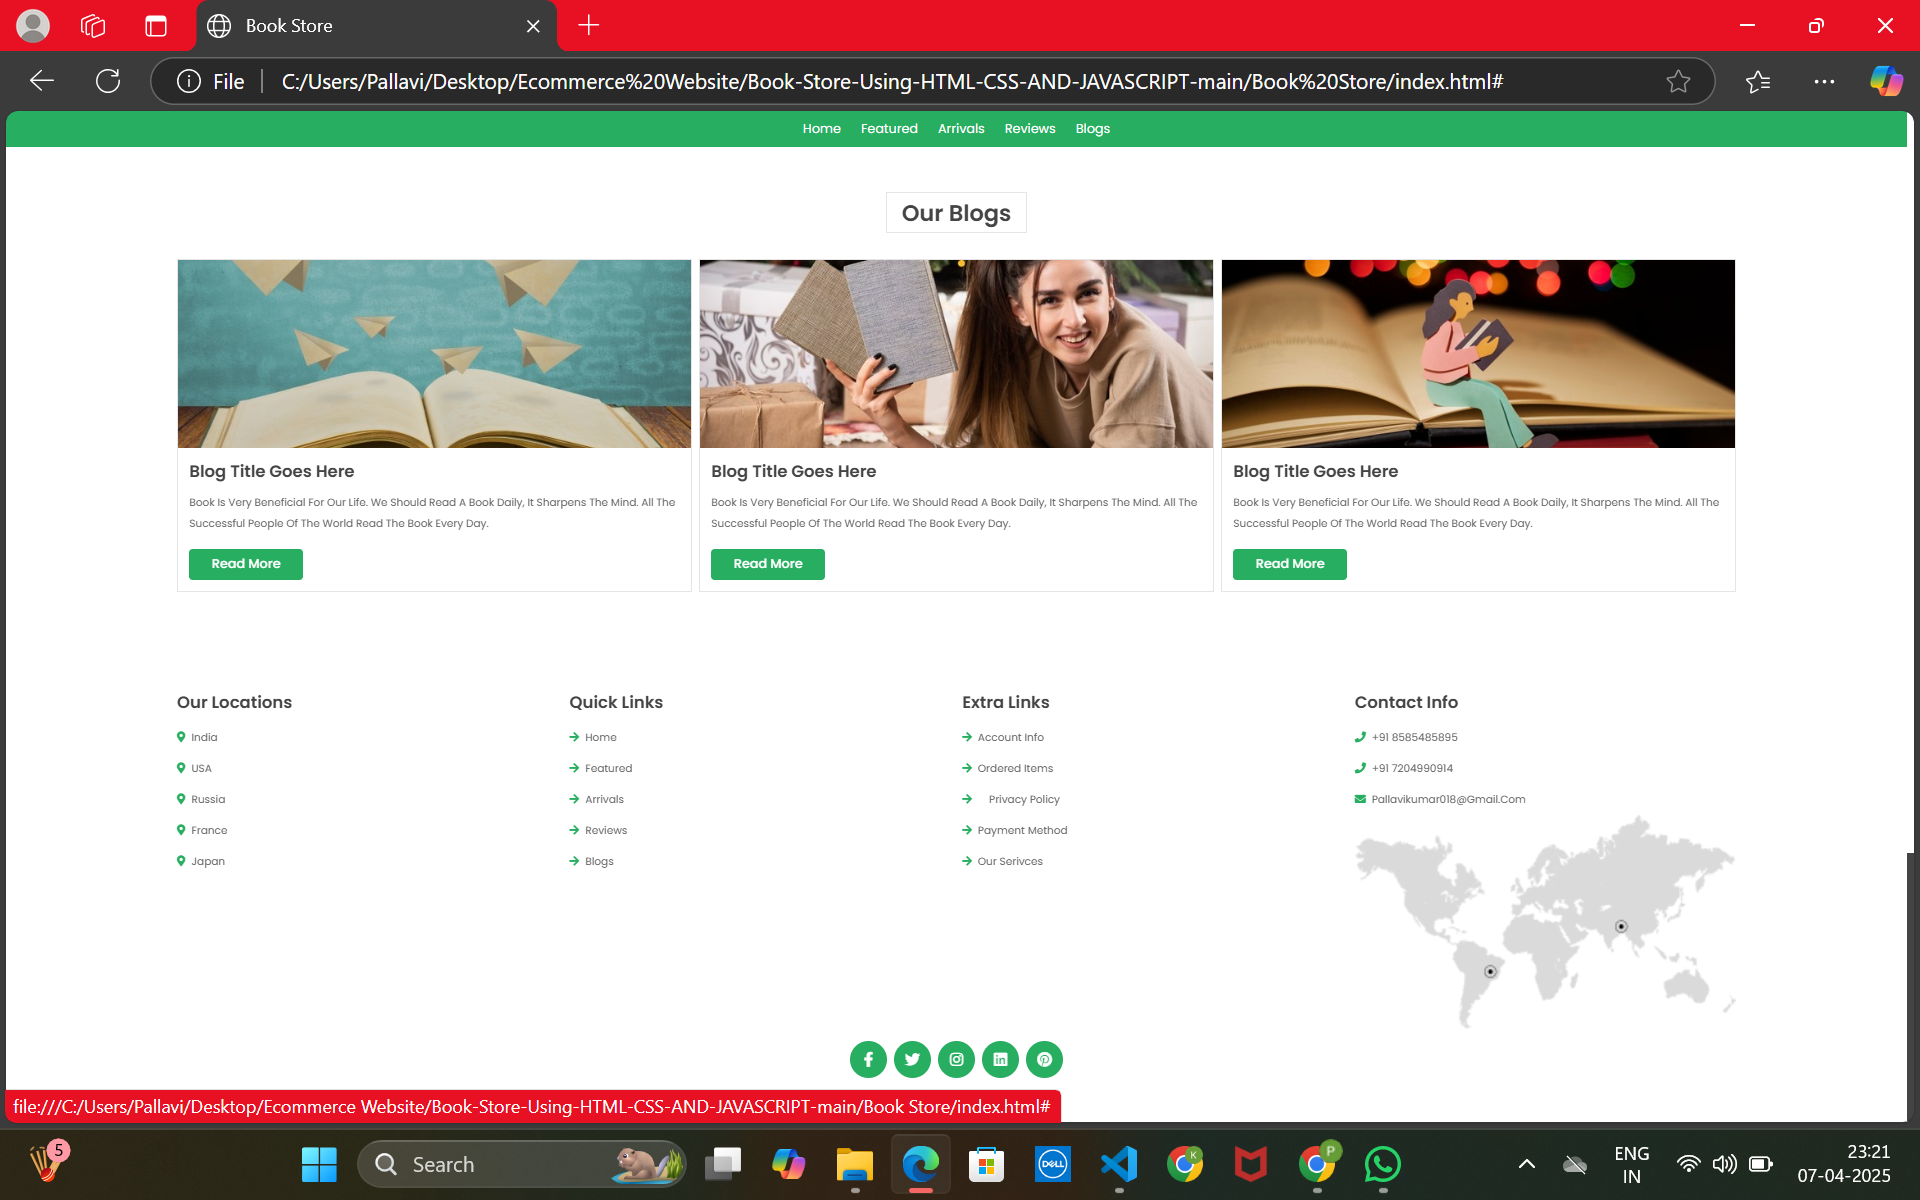 Book Store
File
C:/Users/Pallavi/Desktop/Ecommerce%20Website/Book-Store-Using-HTML-CSS-AND-JAVASCRIPT-main/Book%20Store/index.html#
Home Featured Arrivals Reviews Blogs
Our Blogs
Blog Title Goes Here
Book Is Very Beneficial For Our Life. We Should Read A Book Daily, It Sharpens The Mind. All The
Successful People Of The World Read The Book Every Day.
Read More
Blog Title Goes Here
Book Is Very Beneficial For Our Life. We Should Read A Book Daily, It Sharpens The Mind. All The
Successful People Of The World Read The Book Every Day.
Read More
Blog Title Goes Here
Book Is Very Beneficial For Our Life. We Should Read A Book Daily, It Sharpens The Mind. All The
Successful People Of The World Read The Book Every Day.
Read More
Our Locations
India
USA
Russia
France
Japan
Quick Links
Home
Featured
Arrivals
Reviews
Blogs
Extra Links
Account Info
Ordered Items
Privacy Policy
Payment Method
Our Serivces
Contact Info
+91 8585485895
+91 7204990914
Pallavikumar018@Gmail.Com
file:///C:/Users/Pallavi/Desktop/Ecommerce Website/Book-Store-Using-HTML-CSS-AND-JAVASCRIPT-main/Book Store/index.html#
5
Search
DELL
K
P
ENG
IN
23:21
07-04-2025